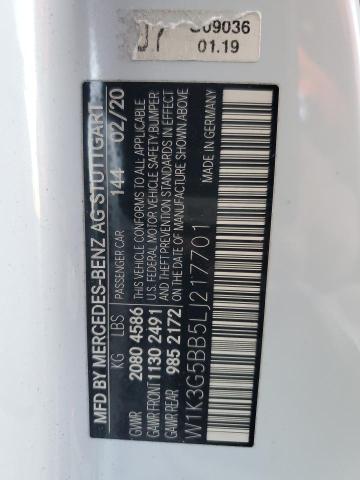 09036
01.19
MFD BY MERCEDES-BENZ AG STUTTGART
PASSENGER CAR 144 02/20
KG LBS
GVWR 2080 4586
GAWR FRONT 1130 2491
GAWR REAR 985 2172
THIS VEHICLE CONFORMS TO ALL APPLICABLE
U.S. FEDERAL MOTOR VEHICLE SAFETY, BUMPER,
AND THEFT PREVENTION STANDARDS IN EFFECT
ON THE DATE OF MANUFACTURE SHOWN ABOVE
W1K3G5BB5LJ217701 MADE IN GERMANY